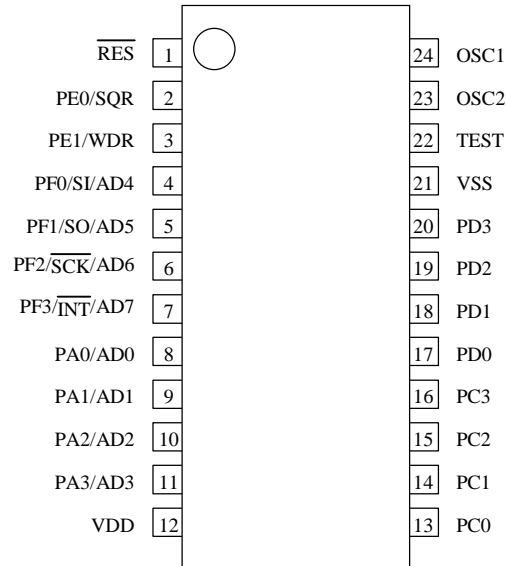 R̅E̅S̅ 1 24 OSC1
PE0/SQR 2 23 OSC2
PE1/WDR 3 22 TEST
PF0/SI/AD4 4 21 VSS
PF1/SO/AD5 5 20 PD3
PF2/S̅C̅K̅/AD6 6 19 PD2
PF3/I̅N̅T̅/AD7 7 18 PD1
PA0/AD0 8 17 PD0
PA1/AD1 9 16 PC3
PA2/AD2 10 15 PC2
PA3/AD3 11 14 PC1
VDD 12 13 PC0